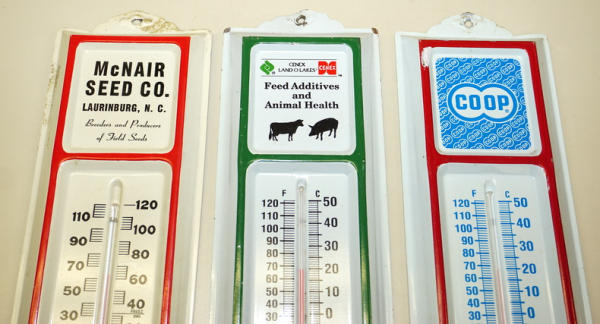 McNAIR
SEED CO.
LAURINBURG, N. C.
Breeders and Producers
of Field Seeds
120
110
100
90
80
70
60
50
40
30
CENEX
LAND O LAKES
CENEX
Feed Additives
and
Animal Health
F C
120 50
110
100 40
90 30
80
70 20
60
50 10
40
30 0
CO OP
F C
120 50
110
100 40
90 30
80
70 20
60
50 10
40
30 0